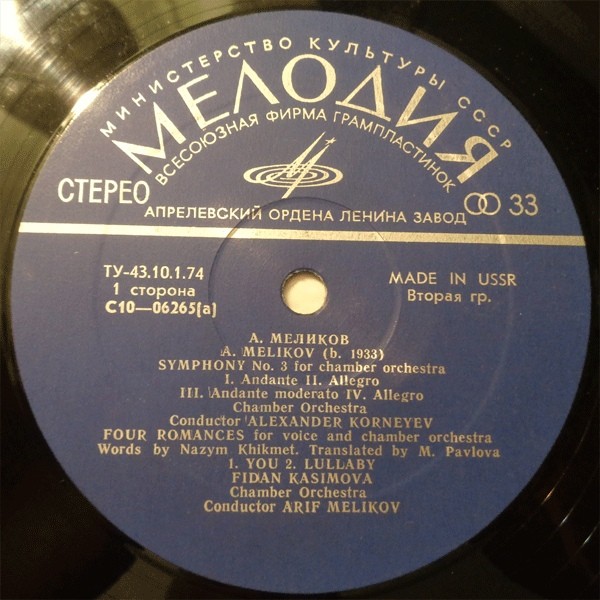 МИНИСТЕРСТВО КУЛЬТУРЫ СССР
МЕЛОДИЯ
ВСЕСОЮЗНАЯ ФИРМА ГРАМПЛАСТИНОК
СТЕРЕО
33
АПРЕЛЕВСКИЙ ОРДЕНА ЛЕНИНА ЗАВОД
ТУ-43.10.1.74
MADE IN USSR
1 сторона
Вторая гр.
С10—06265(а)
А. МЕЛИКОВ
A. MELIKOV (b. 1933)
SYMPHONY No. 3 for chamber orchestra
I. Andante II. Allegro
III. Andante moderato IV. Allegro
Chamber Orchestra
Conductor ALEXANDER KORNEYEV
FOUR ROMANCES for voice and chamber orchestra
Words by Nazym Khikmet. Translated by M. Pavlova
1. YOU 2. LULLABY
FIDAN KASIMOVA
Chamber Orchestra
Conductor ARIF MELIKOV